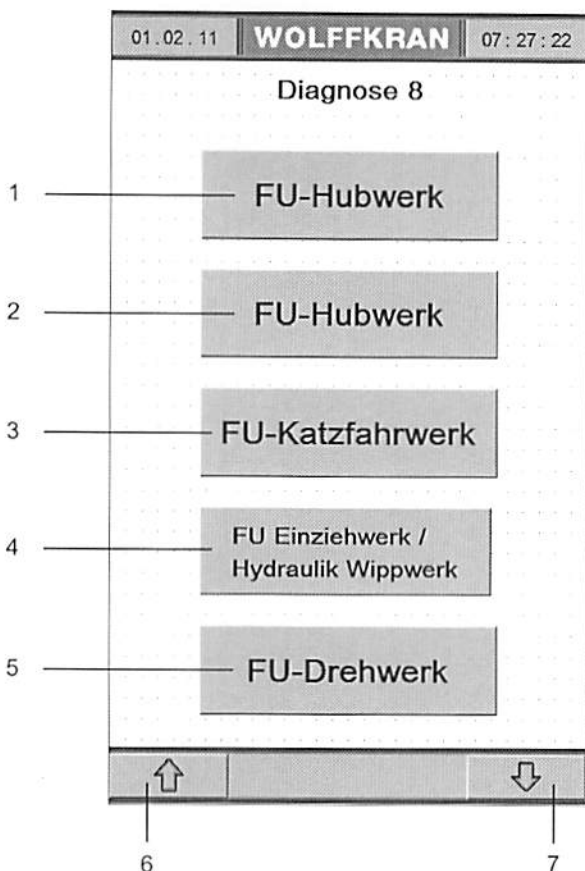 01.02.11 WOLFFKRAN 07:27:22
Diagnose 8
1 FU-Hubwerk
2 FU-Hubwerk
3 FU-Katzfahrwerk
4 FU Einziehwerk /
Hydraulik Wippwerk
5 FU-Drehwerk
6 7